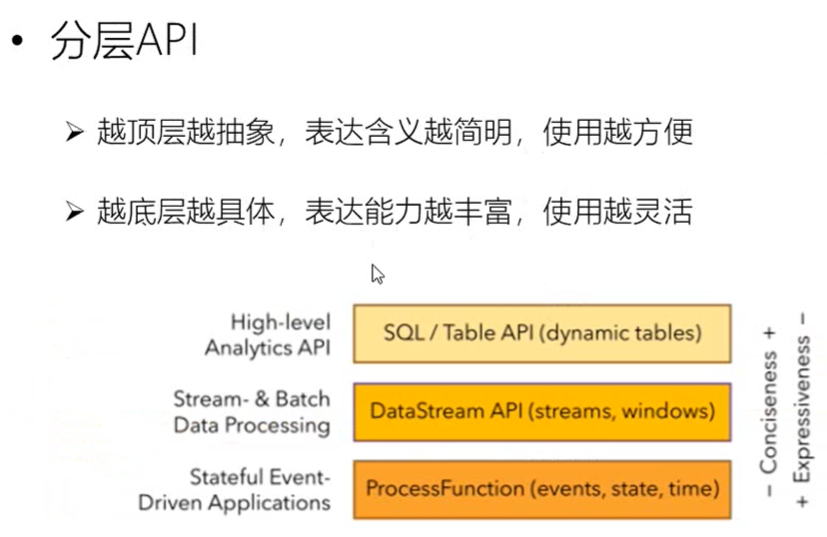 • 分层API
➤ 越顶层越抽象，表达含义越简明，使用越方便
➤ 越底层越具体，表达能力越丰富，使用越灵活
High-level
Analytics API
SQL / Table API (dynamic tables)
Stream- & Batch
Data Processing
DataStream API (streams, windows)
Stateful Event-
Driven Applications
ProcessFunction (events, state, time)
− Conciseness +
+ Expressiveness −